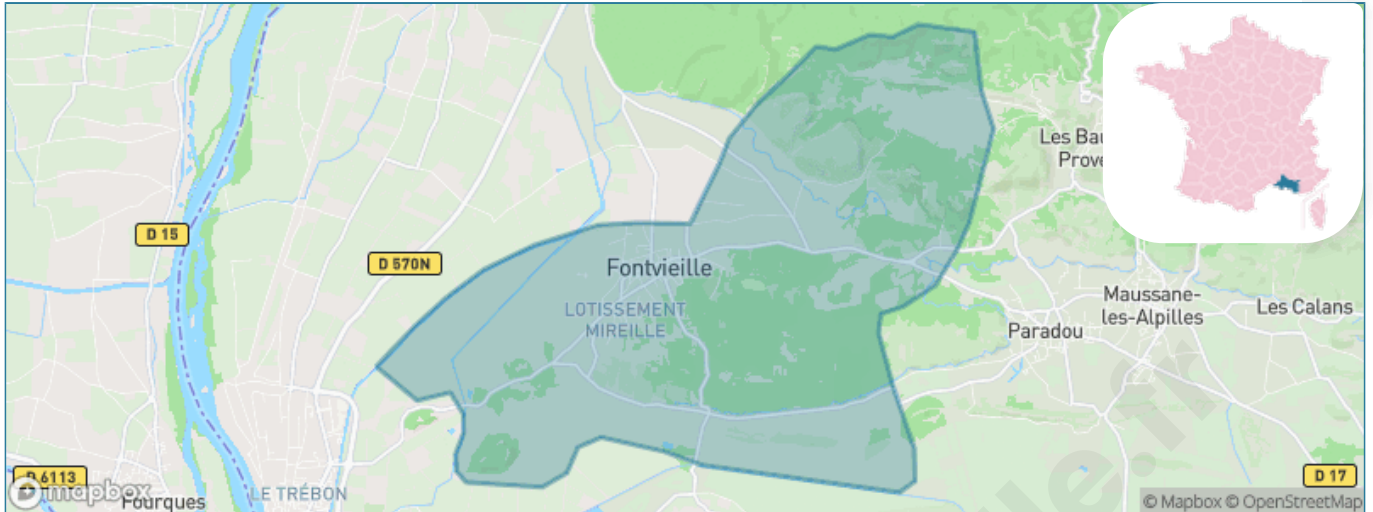 Les Bau
Prove
D 15
D 570N
Fontvieille
LOTISSEMENT
MIREILLE
Maussane-
les-Alpilles
Les Calans
Paradou
D 6113
D 17
LE TRÉBON
mapbox
Fourques
© Mapbox © OpenStreetMap